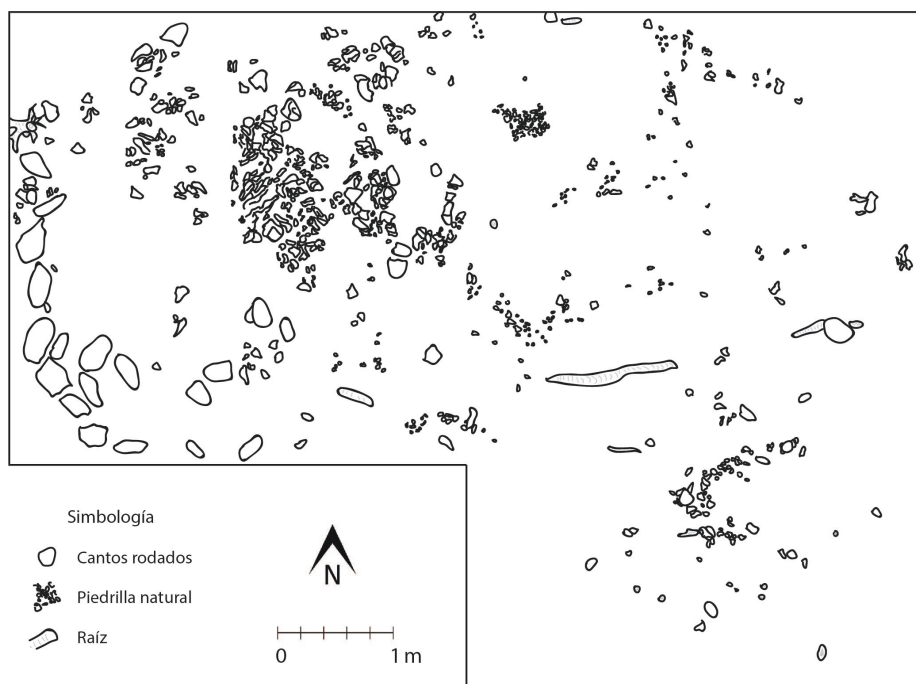 Simbología
Cantos rodados
Piedrilla natural
Raíz
N
0 1 m